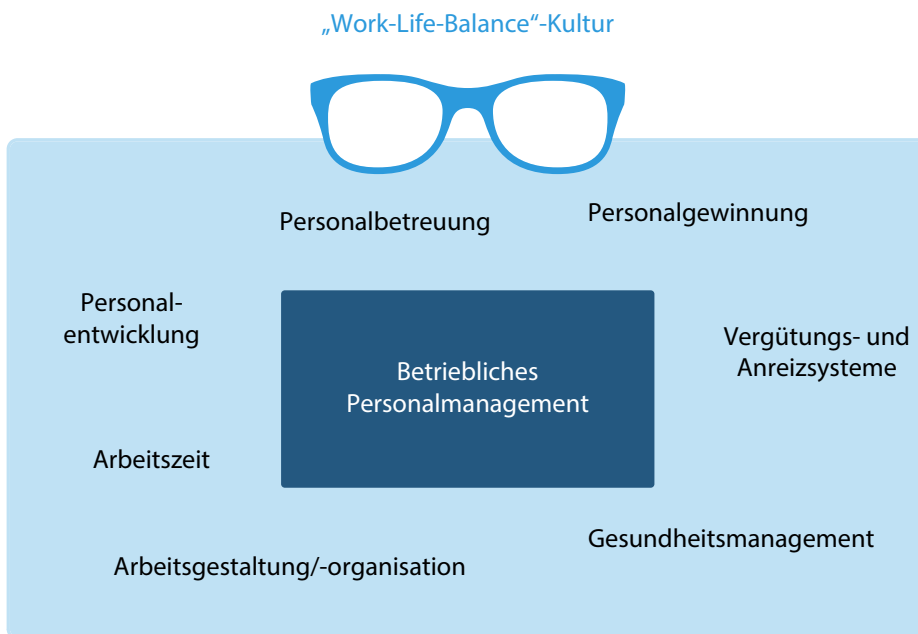 „Work-Life-Balance“-Kultur
Personalbetreuung
Personalgewinnung
Personal-
entwicklung
Vergütungs- und
Anreizsysteme
Betriebliches
Personalmanagement
Arbeitszeit
Gesundheitsmanagement
Arbeitsgestaltung/-organisation